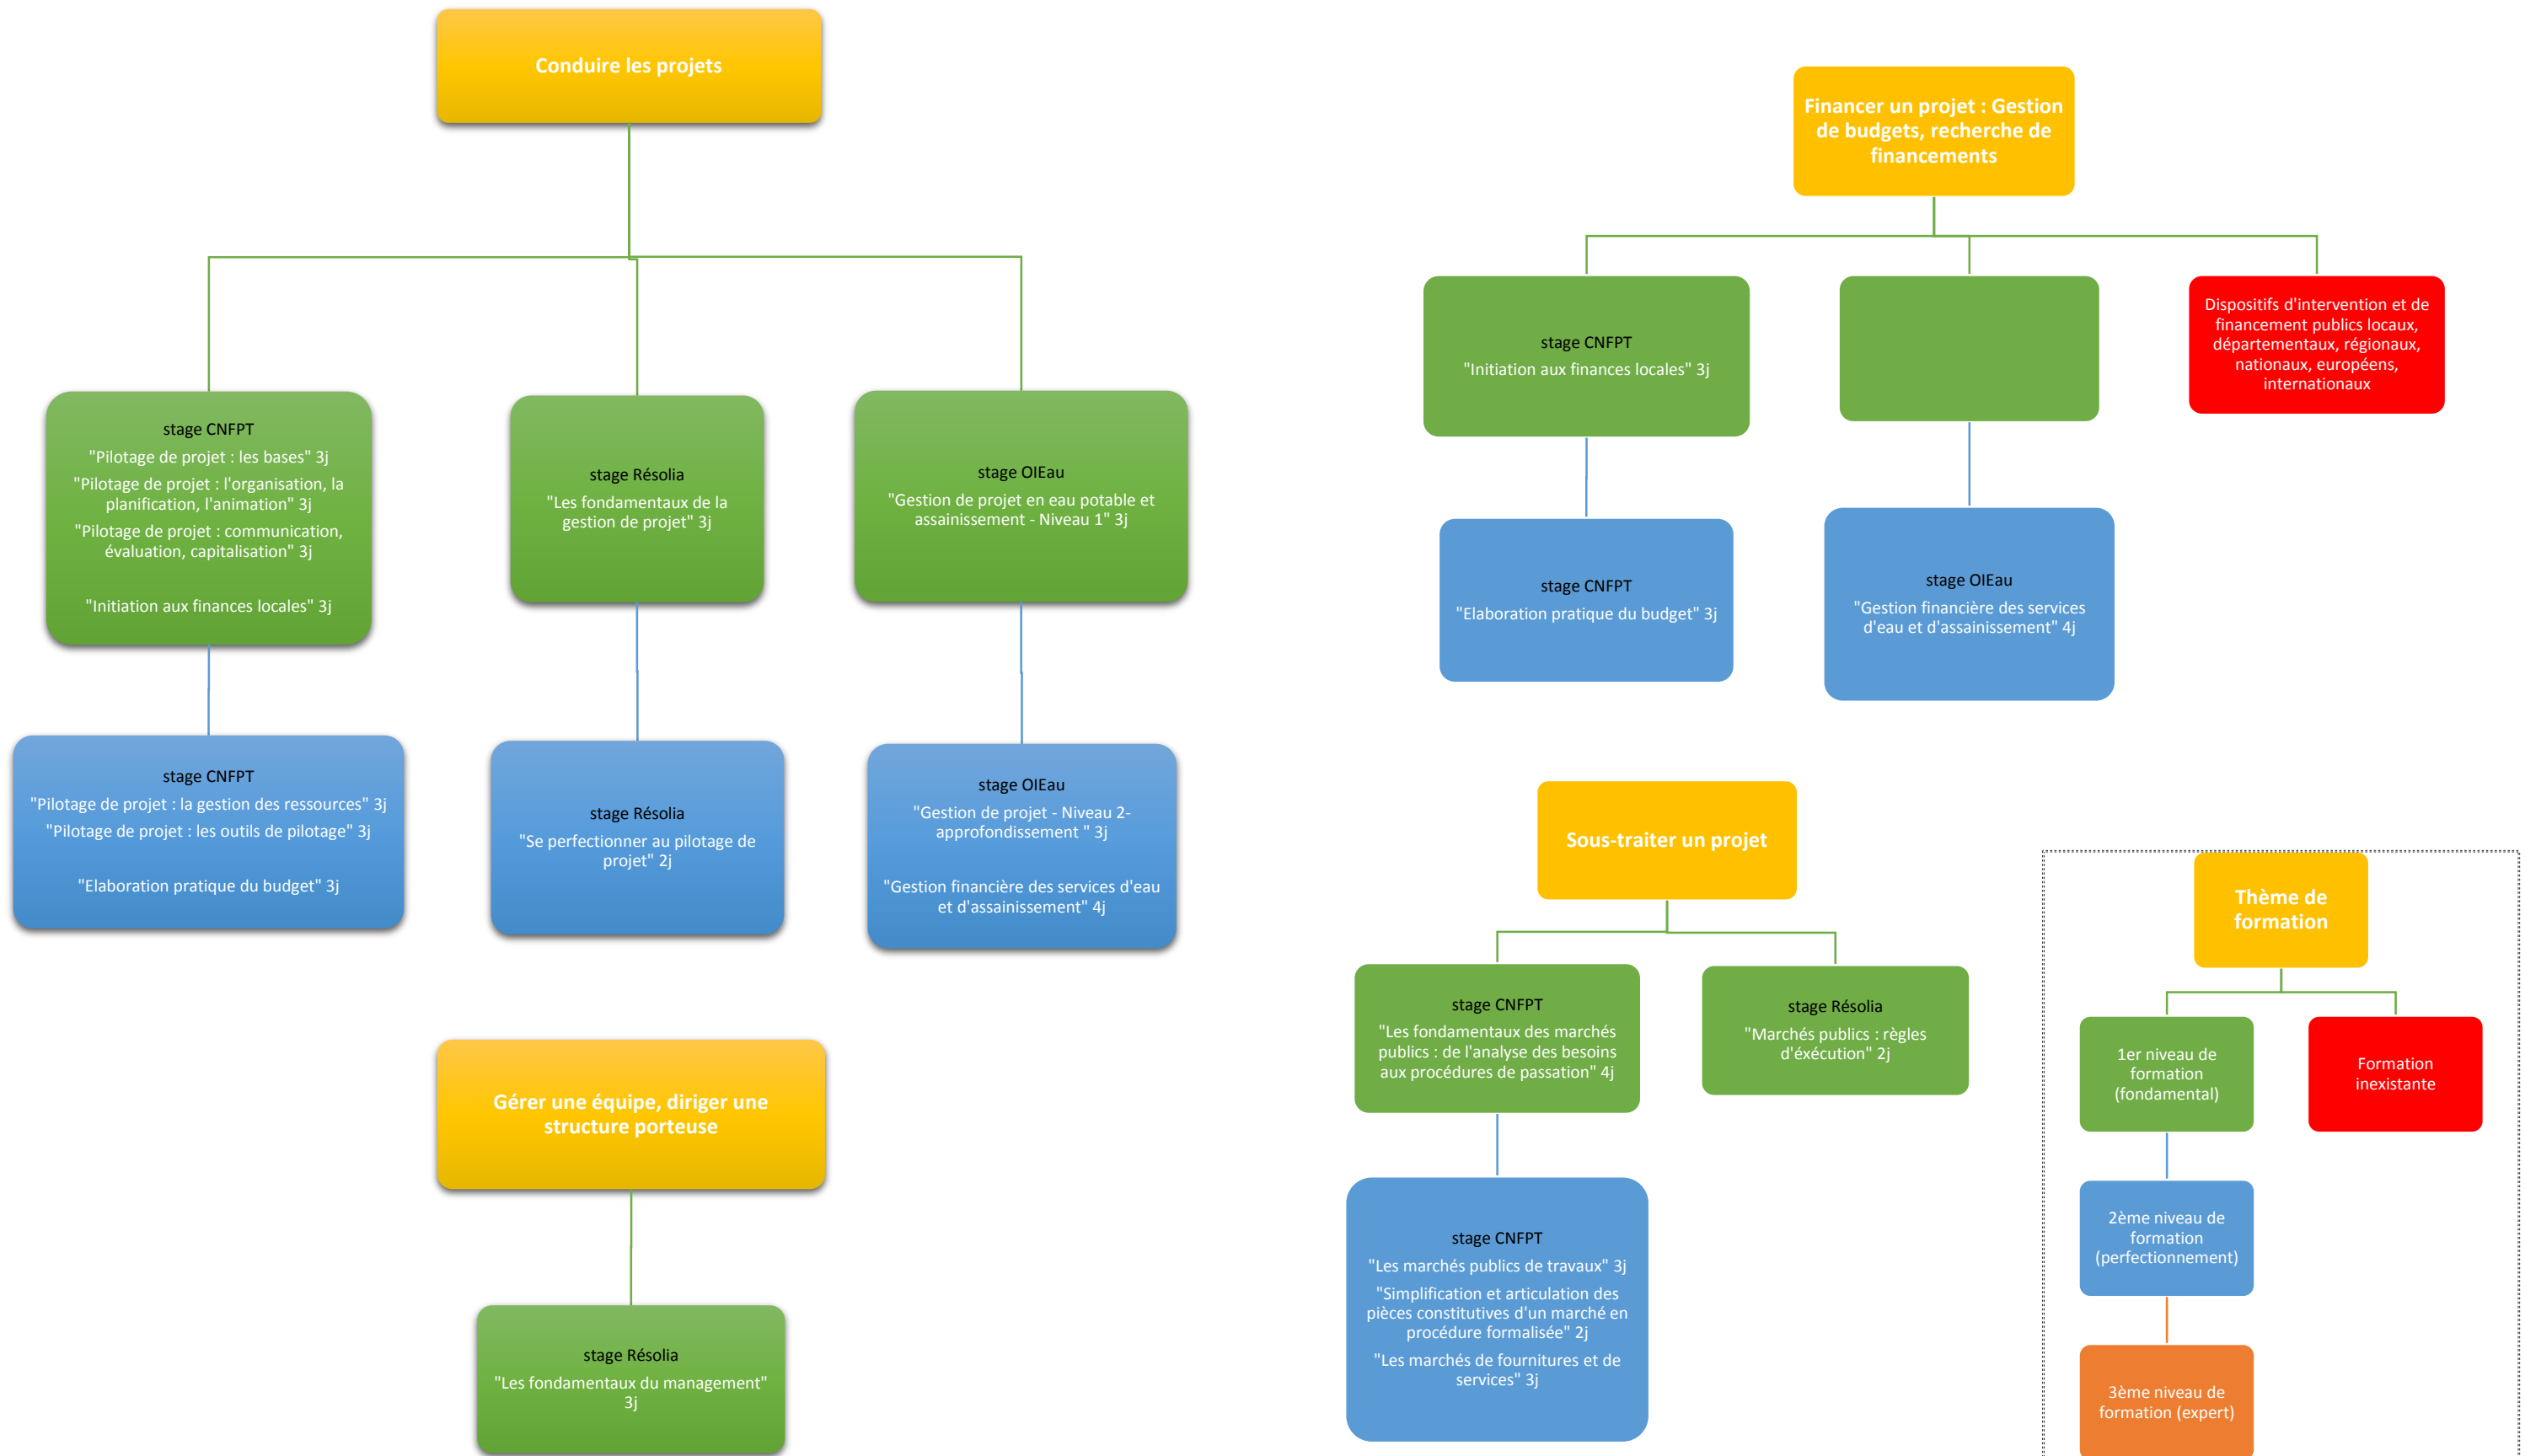 Conduire les projets
stage CNFPT
"Pilotage de projet : les bases" 3j
"Pilotage de projet : l'organisation, la
planification, l'animation" 3j
"Pilotage de projet : communication,
évaluation, capitalisation" 3j
"Initiation aux finances locales" 3j
stage Résolia
"Les fondamentaux de la
gestion de projet" 3j
stage OIEau
"Gestion de projet en eau potable et
assainissement - Niveau 1" 3j
stage CNFPT
"Pilotage de projet : la gestion des ressources" 3j
"Pilotage de projet : les outils de pilotage" 3j
"Elaboration pratique du budget" 3j
stage Résolia
"Se perfectionner au pilotage de
projet" 2j
stage OIEau
"Gestion de projet - Niveau 2-
approfondissement " 3j
"Gestion financière des services d'eau
et d'assainissement" 4j
Gérer une équipe, diriger une
structure porteuse
stage Résolia
"Les fondamentaux du management"
3j
Financer un projet : Gestion
de budgets, recherche de
financements
stage CNFPT
"Initiation aux finances locales" 3j
Dispositifs d'intervention et de
financement publics locaux,
départementaux, régionaux,
nationaux, européens,
internationaux
stage CNFPT
"Elaboration pratique du budget" 3j
stage OIEau
"Gestion financière des services
d'eau et d'assainissement" 4j
Sous-traiter un projet
stage CNFPT
"Les fondamentaux des marchés
publics : de l'analyse des besoins
aux procédures de passation" 4j
stage Résolia
"Marchés publics : règles
d'éxécution" 2j
stage CNFPT
"Les marchés publics de travaux" 3j
"Simplification et articulation des
pièces constitutives d'un marché en
procédure formalisée" 2j
"Les marchés de fournitures et de
services" 3j
Thème de
formation
1er niveau de
formation
(fondamental)
Formation
inexistante
2ème niveau de
formation
(perfectionnement)
3ème niveau de
formation (expert)